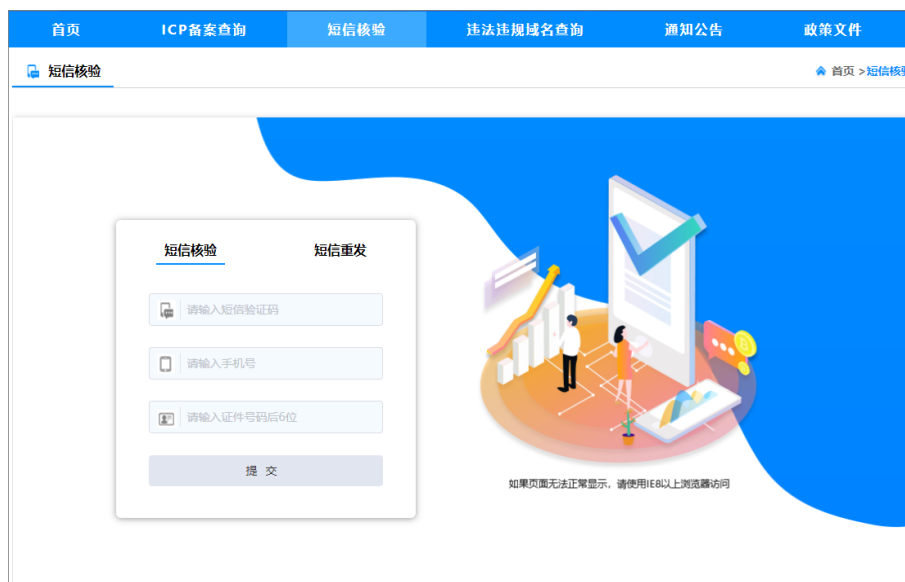 首页 ICP备案查询 短信核验 违法违规域名查询 通知公告 政策文件
短信核验 首页 >短信核验
短信核验 短信重发
请输入短信验证码
请输入手机号
请输入证件号码后6位
提 交
如果页面无法正常显示，请使用IE8以上浏览器访问